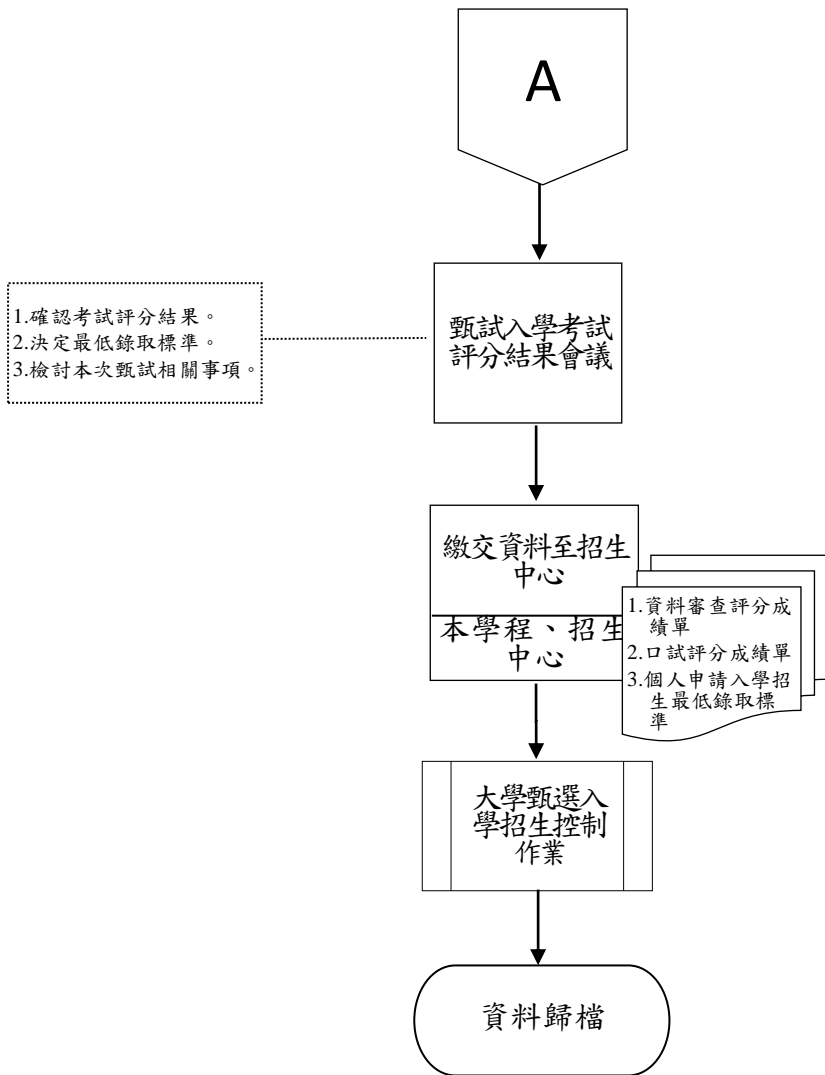 A
甄試入學考試
評分結果會議
1.確認考試評分結果。
2.決定最低錄取標準。
3.檢討本次甄試相關事項。
繳交資料至招生
中心
本學程、招生
中心
1.資料審查評分成
績單
2.口試評分成績單
3.個人申請入學招
生最低錄取標
準
大學甄選入
學招生控制
作業
資料歸檔